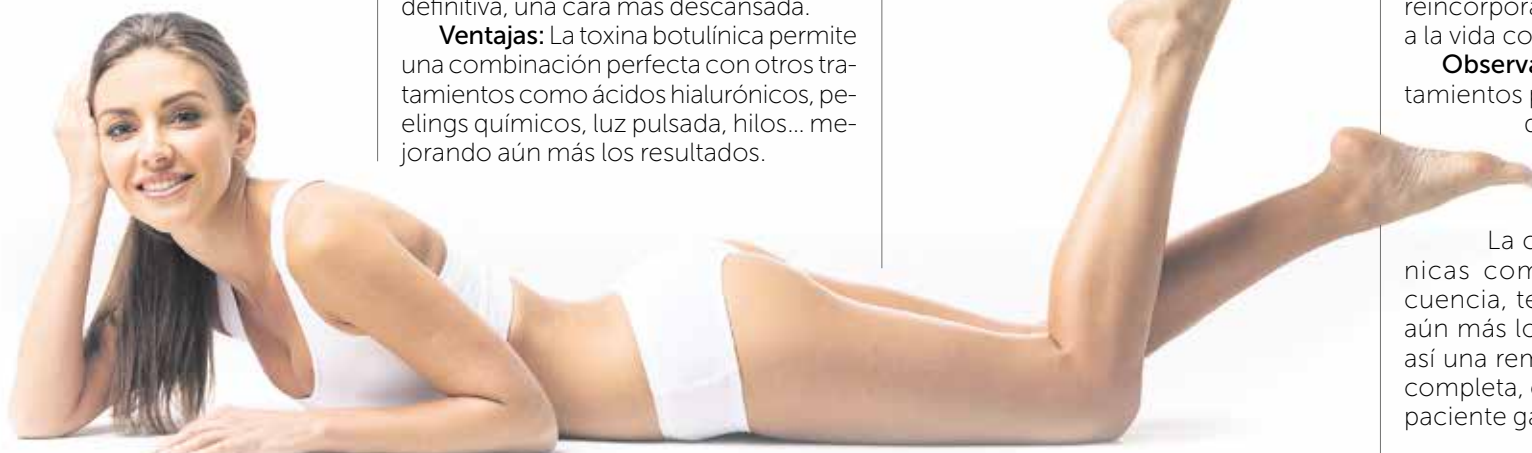 definitiva, una cara más descansada.
Ventajas: La toxina botulínica permite
una combinación perfecta con otros tra-
tamientos como ácidos hialurónicos, pe-
elings químicos, luz pulsada, hilos... me-
jorando aún más los resultados.
a la vida
Observa
tamientos
La
nicas com
cuencia, te
aún más lo
así una ren
completa,
paciente ga